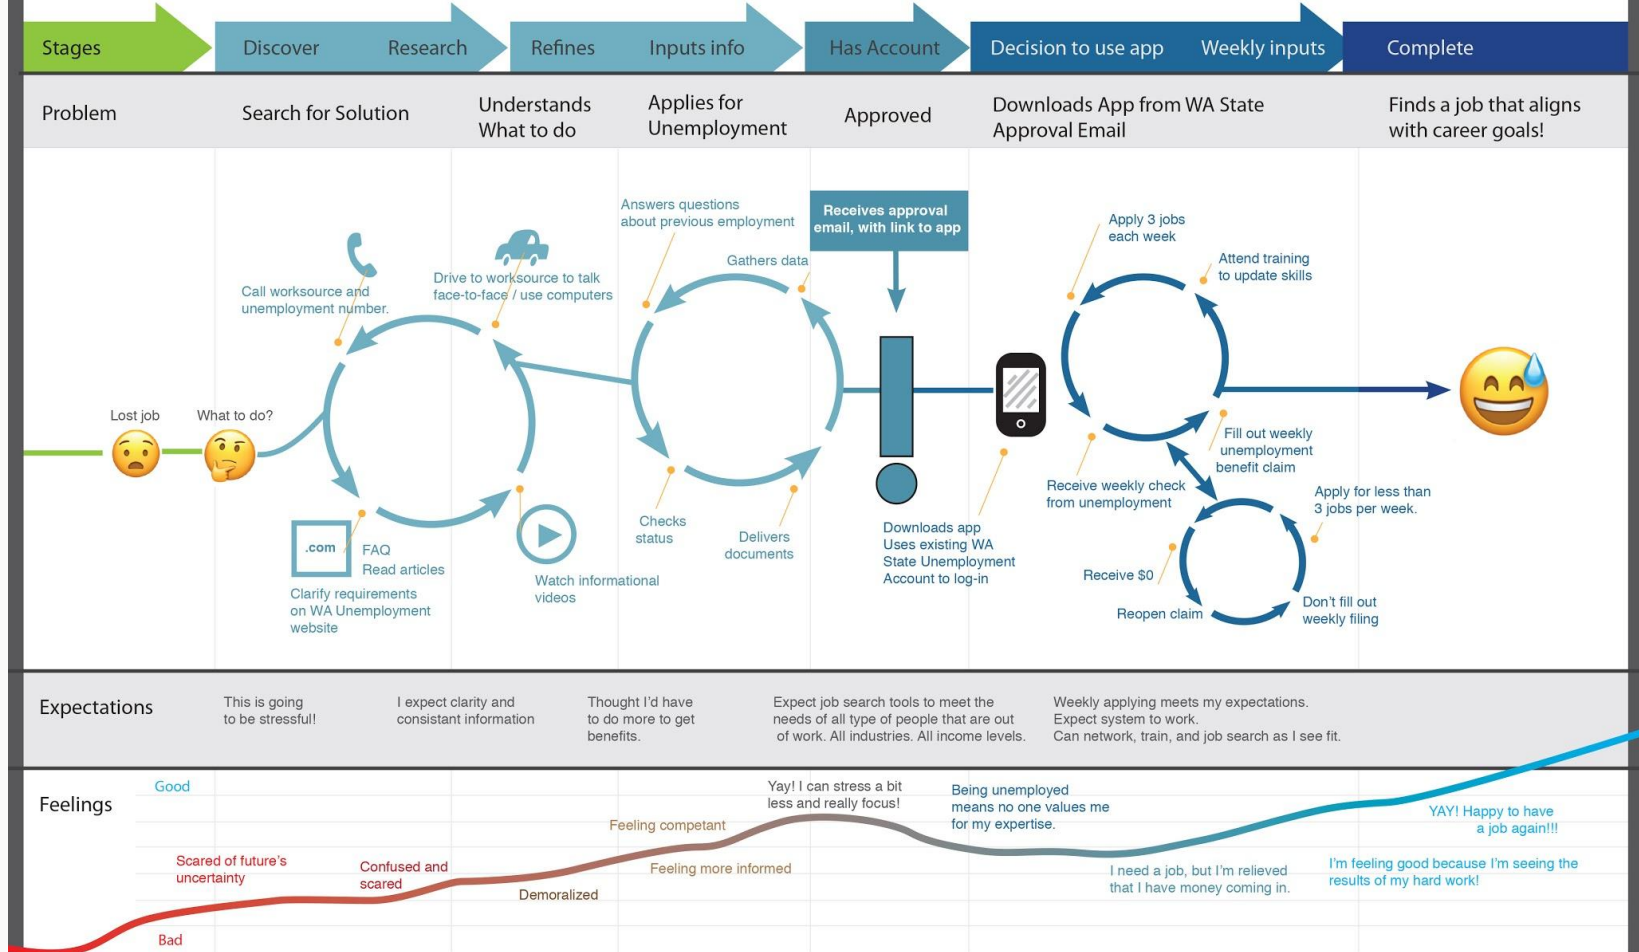 Stages
Discover
Research
Refines
Inputs info
Has Account
Decision to use app
Weekly inputs
Complete
Problem
Search for Solution
Understands
What to do
Applies for
Unemployment
Approved
Downloads App from WA State
Approval Email
Finds a job that aligns
with career goals!
Lost job
What to do?
Call worksource and
unemployment number.
Drive to worksource to talk
face-to-face / use computers
.com
FAQ
Read articles
Clarify requirements
on WA Unemployment
website
Watch informational
videos
Answers questions
about previous employment
Gathers data
Checks
status
Delivers
documents
Receives approval
email, with link to app
Downloads app
Uses existing WA
State Unemployment
Account to log-in
Apply 3 jobs
each week
Attend training
to update skills
Receive weekly check
from unemployment
Fill out weekly
unemployment
benefit claim
Apply for less than
3 jobs per week.
Receive $0
Reopen claim
Don't fill out
weekly filing
Expectations
This is going
to be stressful!
I expect clarity and
consistant information
Thought I'd have
to do more to get
benefits.
Expect job search tools to meet the
needs of all type of people that are out
of work. All industries. All income levels.
Weekly applying meets my expectations.
Expect system to work.
Can network, train, and job search as I see fit.
Feelings
Good
Bad
Scared of future's
uncertainty
Confused and
scared
Demoralized
Feeling competant
Feeling more informed
Yay! I can stress a bit
less and really focus!
Being unemployed
means no one values me
for my expertise.
I need a job, but I'm relieved
that I have money coming in.
YAY! Happy to have
a job again!!!
I'm feeling good because I'm seeing the
results of my hard work!